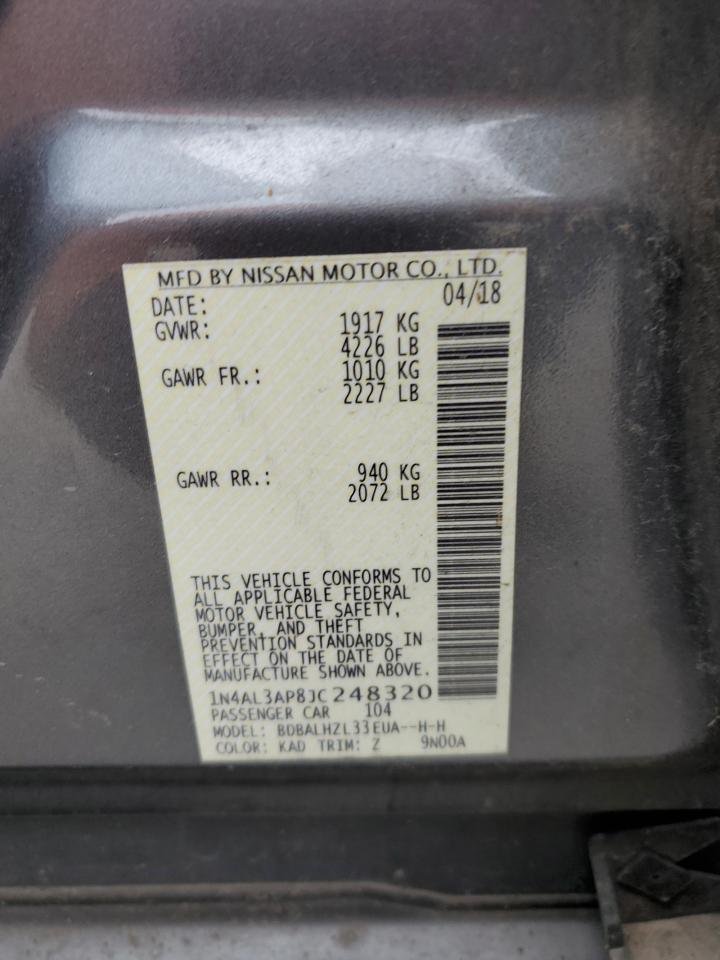 MFD BY NISSAN MOTOR CO., LTD.
DATE: 04/18
GVWR: 1917 KG
4226 LB
GAWR FR.: 1010 KG
2227 LB
GAWR RR.: 940 KG
2072 LB
THIS VEHICLE CONFORMS TO
ALL APPLICABLE FEDERAL
MOTOR VEHICLE SAFETY,
BUMPER, AND THEFT
PREVENTION STANDARDS IN
EFFECT ON THE DATE OF
MANUFACTURE SHOWN ABOVE.
1N4AL3AP8JC248320
PASSENGER CAR 104
MODEL: BDBALHZL33EUA--H-H
COLOR: KAD TRIM: Z 9N00A